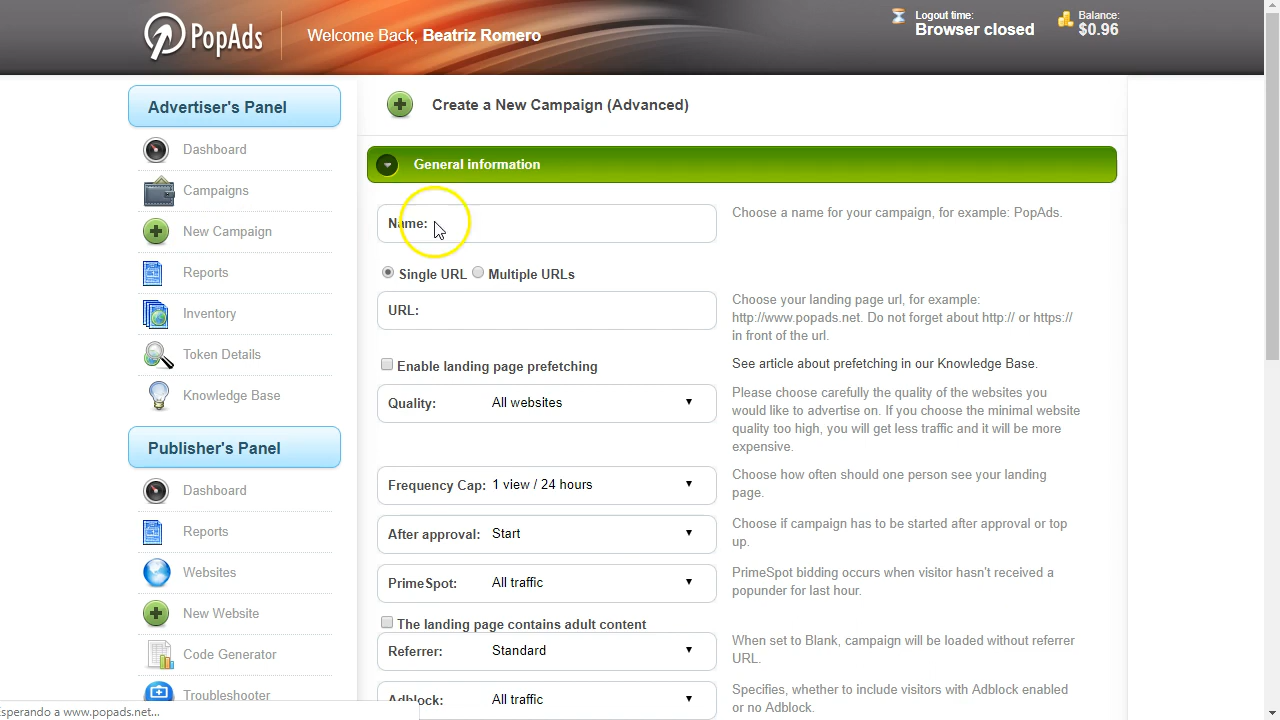 PopAds
Welcome Back, Beatriz Romero
Logout time:
Browser closed
Balance:
$0.96
Advertiser's Panel
Dashboard
Campaigns
New Campaign
Reports
Inventory
Token Details
Knowledge Base
Publisher's Panel
Dashboard
Reports
Websites
New Website
Code Generator
Troubleshooter
Create a New Campaign (Advanced)
General information
Name:
Choose a name for your campaign, for example: PopAds.
Single URL Multiple URLs
URL:
Choose your landing page url, for example:
http://www.popads.net. Do not forget about http:// or https://
in front of the url.
Enable landing page prefetching
See article about prefetching in our Knowledge Base.
Quality: All websites
Please choose carefully the quality of the websites you
would like to advertise on. If you choose the minimal website
quality too high, you will get less traffic and it will be more
expensive.
Frequency Cap: 1 view / 24 hours
Choose how often should one person see your landing
page.
After approval: Start
Choose if campaign has to be started after approval or top
up.
PrimeSpot: All traffic
PrimeSpot bidding occurs when visitor hasn't received a
popunder for last hour.
The landing page contains adult content
Referrer: Standard
When set to Blank, campaign will be loaded without referrer
URL.
Adblock: All traffic
Specifies, whether to include visitors with Adblock enabled
or no Adblock.
sperando a www.popads.net...